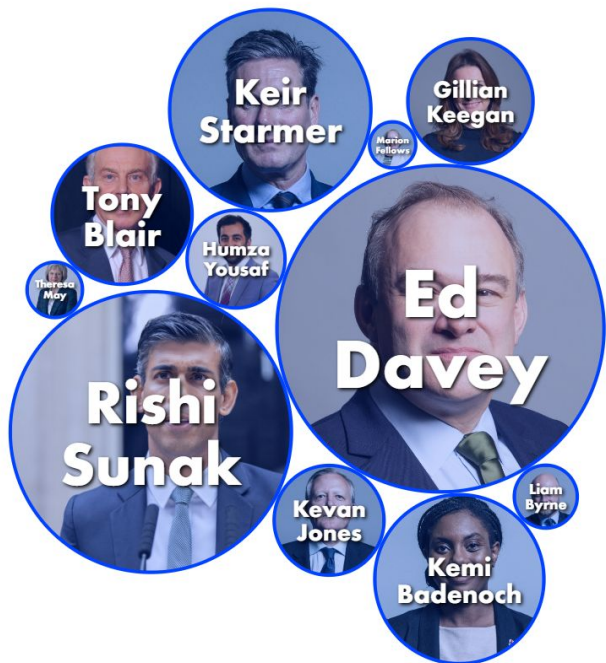 Keir
Starmer
Gillian
Keegan
Marion
Fellows
Tony
Blair
Humza
Yousaf
Theresa
May
Ed
Davey
Rishi
Sunak
Kevan
Jones
Liam
Byrne
Kemi
Badenoch